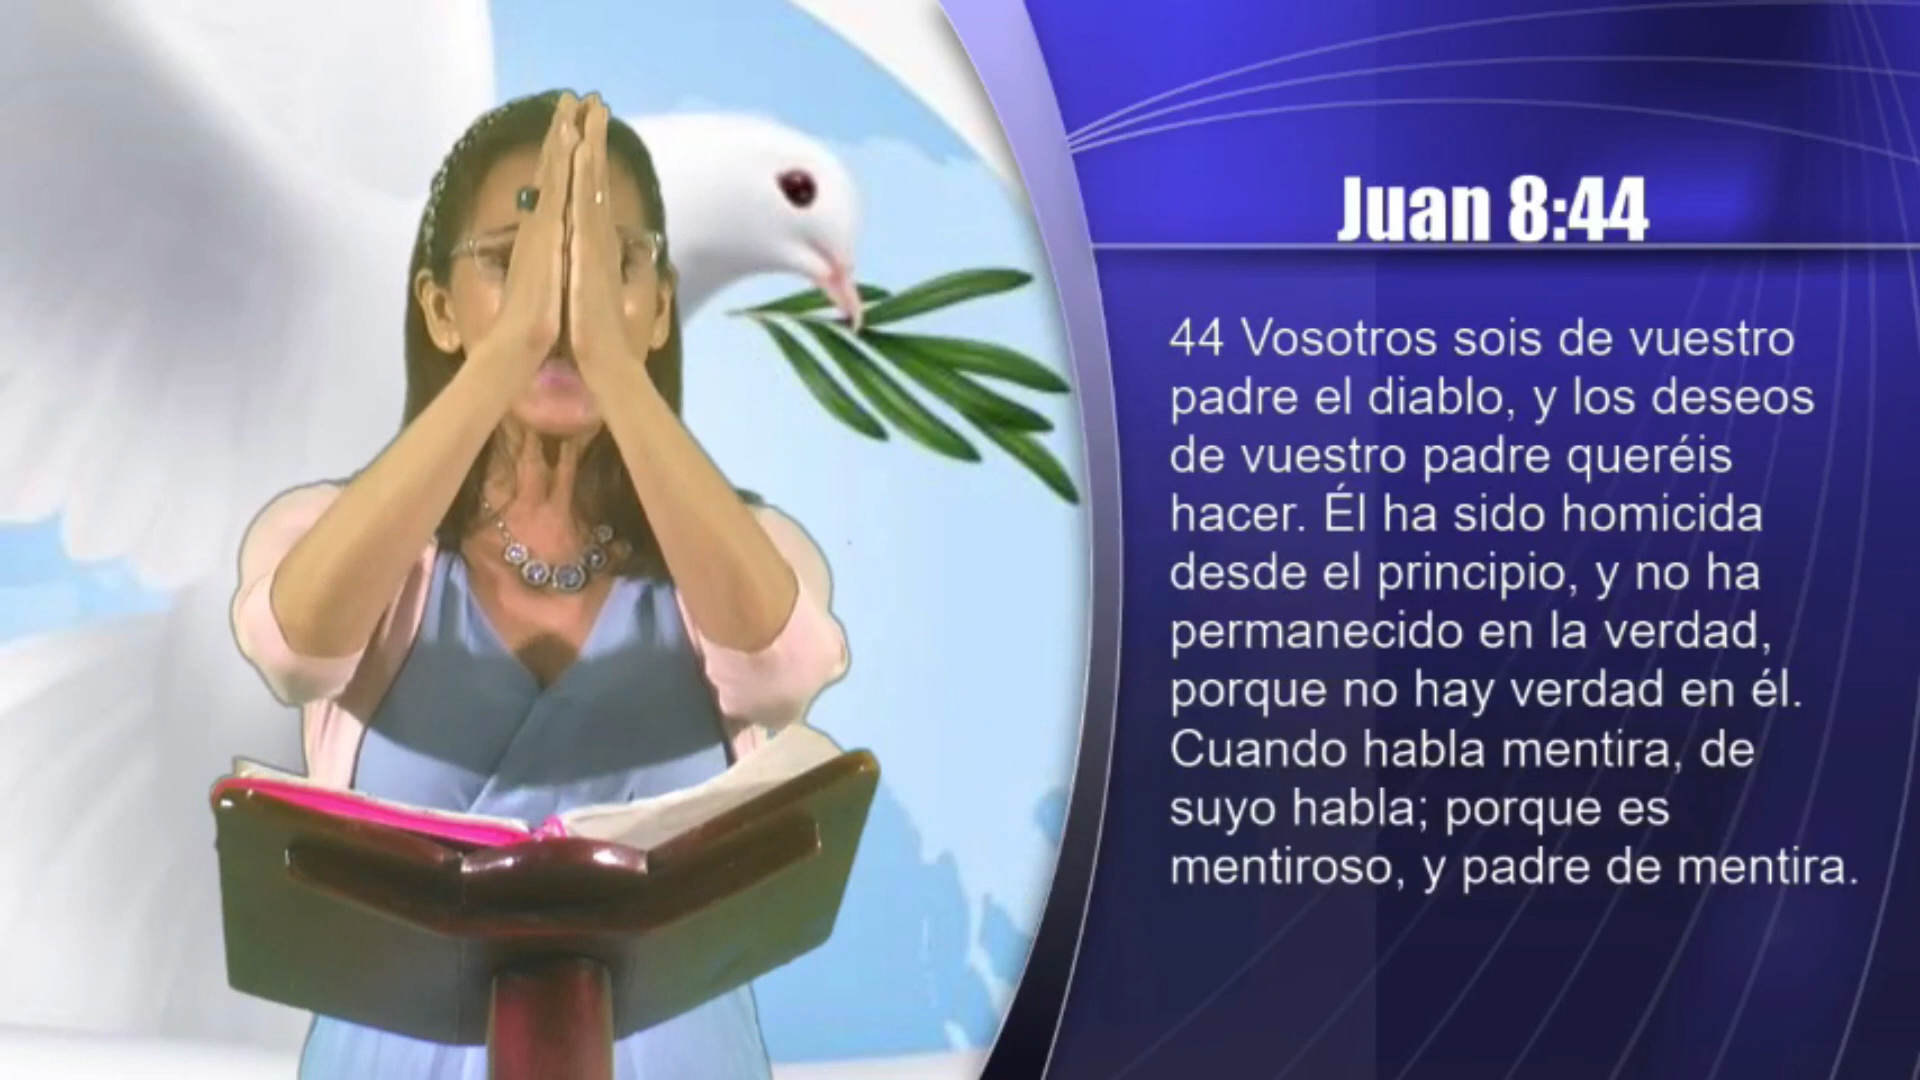 Juan 8:44
44 Vosotros sois de vuestro
padre el diablo, y los deseos
de vuestro padre queréis
hacer. Él ha sido homicida
desde el principio, y no ha
permanecido en la verdad,
porque no hay verdad en él.
Cuando habla mentira, de
suyo habla; porque es
mentiroso, y padre de mentira.